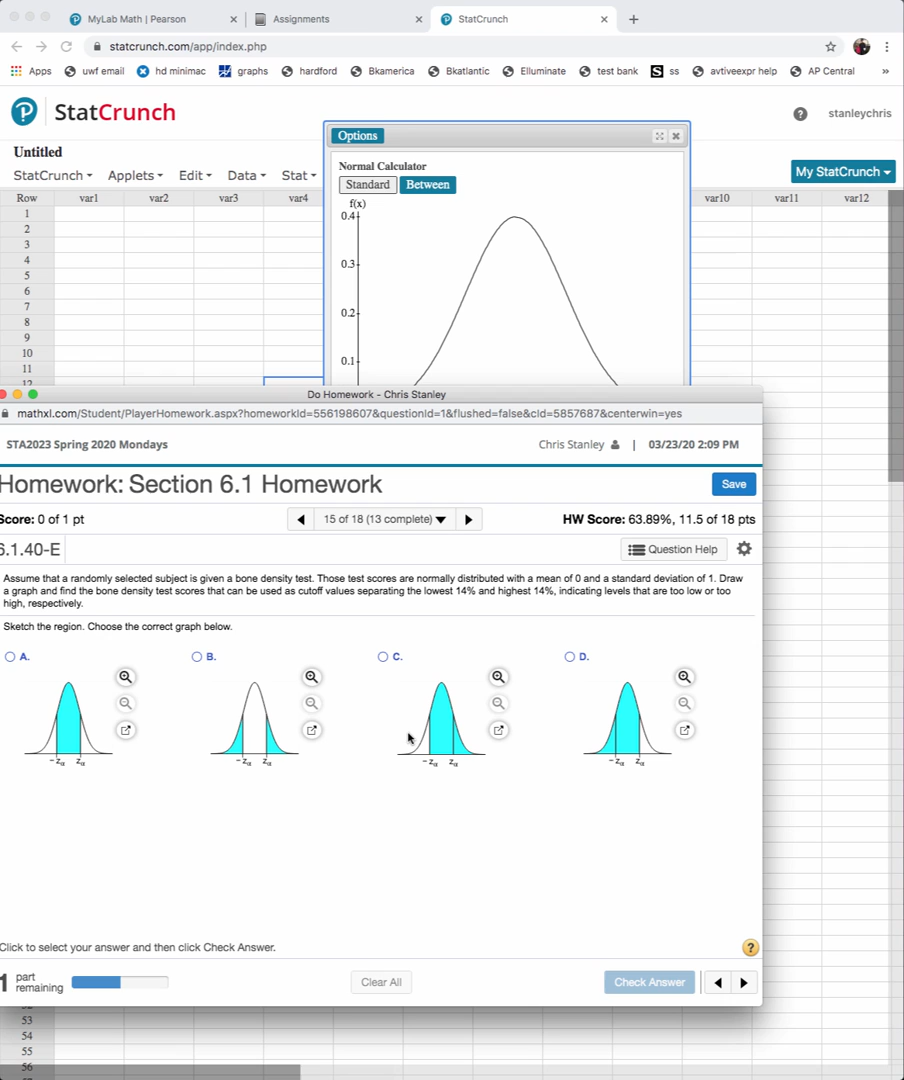 MyLab Math | Pearson × Assignments × StatCrunch × +
statcrunch.com/app/index.php
Apps uwf email hd minimac graphs hardford Bkamerica Bkatlantic Elluminate test bank ss avtiveexpr help AP Central »
StatCrunch ? stanleychris
Untitled
StatCrunch Applets Edit Data Stat My StatCrunch
Options
Normal Calculator
Standard Between
Row var1 var2 var3 var4 var10 var11 var12
1
2
3
4
5
6
7
8
9
10
11
12
f(x)
0.4
0.3
0.2
0.1
Do Homework - Chris Stanley
mathxl.com/Student/PlayerHomework.aspx?homeworkId=556198607&questionId=1&flushed=false&cId=5857687&centerwin=yes
STA2023 Spring 2020 Mondays Chris Stanley | 03/23/20 2:09 PM
Homework: Section 6.1 Homework Save
Score: 0 of 1 pt 15 of 18 (13 complete) HW Score: 63.89%, 11.5 of 18 pts
6.1.40-E Question Help
Assume that a randomly selected subject is given a bone density test. Those test scores are normally distributed with a mean of 0 and a standard deviation of 1. Draw
a graph and find the bone density test scores that can be used as cutoff values separating the lowest 14% and highest 14%, indicating levels that are too low or too
high, respectively.
Sketch the region. Choose the correct graph below.
A. B. C. D.
-zα zα -zα zα -zα zα -zα zα
Click to select your answer and then click Check Answer. ?
1 part
remaining Clear All Check Answer
53
54
55
56